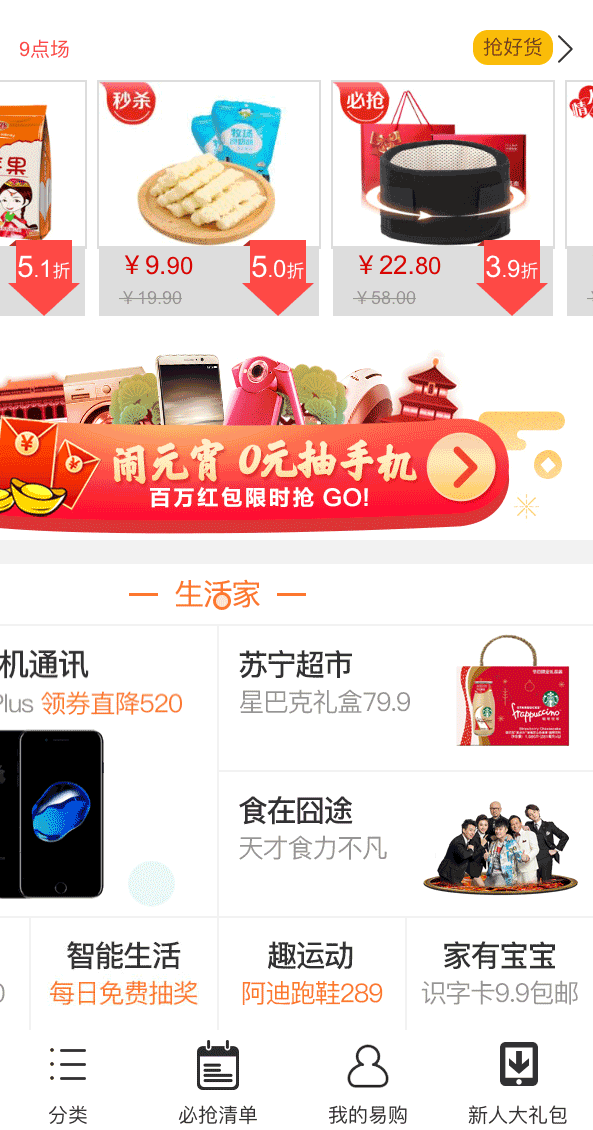 9点场
抢好货
秒杀
必抢
情人
苹果
牧场
5.1折
¥9.90
¥19.90
5.0折
¥22.80
¥58.00
3.9折
闹元宵 0元抽手机
百万红包限时抢 GO!
生活家
机通讯
Plus 领券直降520
苏宁超市
星巴克礼盒79.9
frappuccino
食在囧途
天才食力不凡
智能生活
每日免费抽奖
趣运动
阿迪跑鞋289
家有宝宝
识字卡9.9包邮
分类
必抢清单
我的易购
新人大礼包